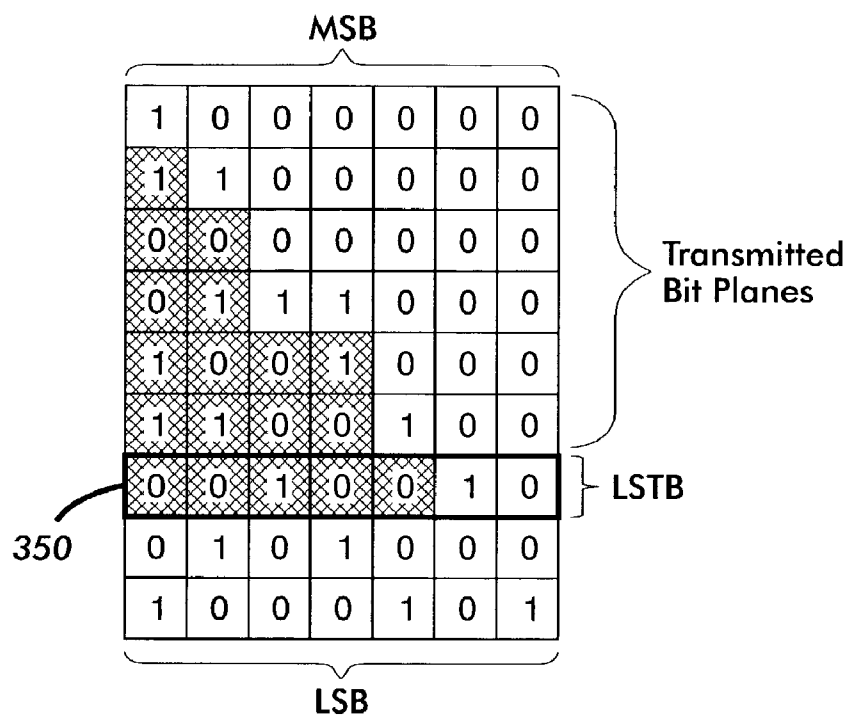 MSB
1 0 0 0 0 0 0
1 1 0 0 0 0 0
0 0 0 0 0 0 0
0 1 1 1 0 0 0
1 0 0 1 0 0 0
1 1 0 0 1 0 0
0 0 1 0 0 1 0
0 1 0 1 0 0 0
1 0 0 0 1 0 1
Transmitted
Bit Planes
LSTB
350
LSB